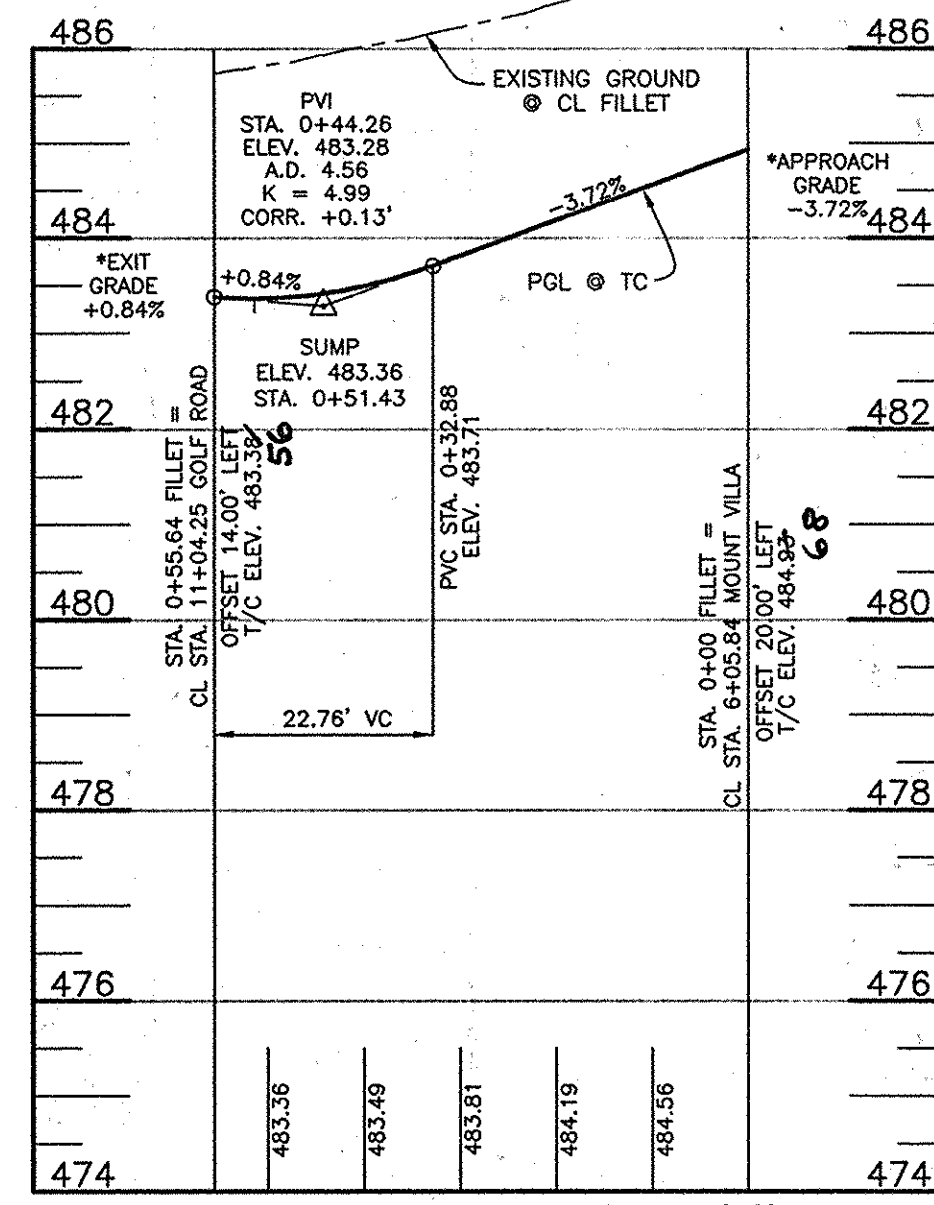 486
486
EXISTING GROUND
@ CL FILLET
PVI
STA. 0+44.26
ELEV. 483.28
A.D. 4.56
K = 4.99
CORR. +0.13'
*APPROACH
GRADE
-3.72%
-3.72%
484
484
*EXIT
GRADE
+0.84%
+0.84%
PGL @ TC
SUMP
ELEV. 483.36
STA. 0+51.43
482
482
STA. 0+55.64 FILLET =
CL STA. 11+04.25 GOLF ROAD
OFFSET 14.00' LEFT
T/C ELEV. 483.38
56
PVC STA. 0+32.88
ELEV. 483.71
STA. 0+00 FILLET =
CL STA. 6+05.84 MOUNT VILLA
OFFSET 20.00' LEFT
T/C ELEV. 484.93
68
480
480
22.76' VC
478
478
476
476
483.36
483.49
483.81
484.19
484.56
474
474